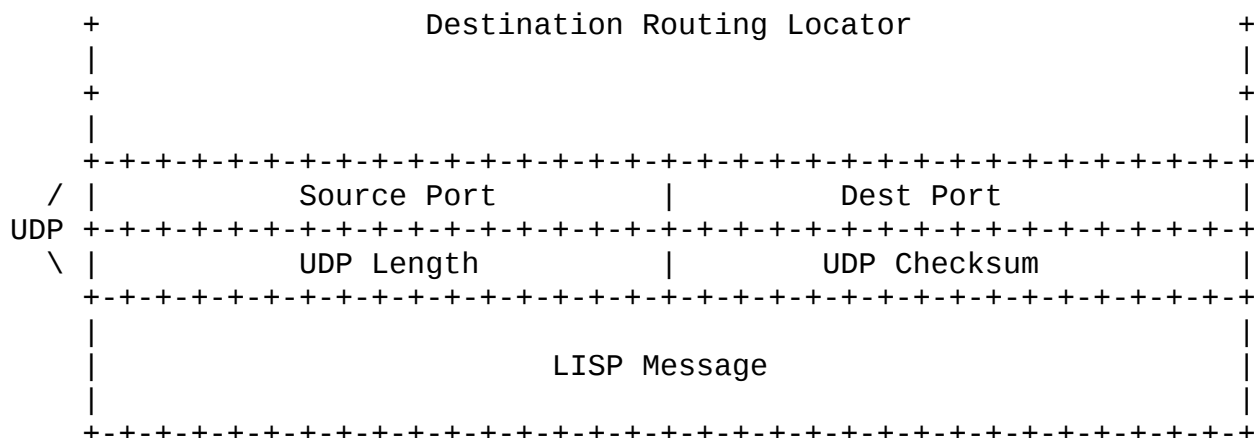 +                  Destination Routing Locator                  +
|                                                               |
+                                                               +
|                                                               |
+-+-+-+-+-+-+-+-+-+-+-+-+-+-+-+-+-+-+-+-+-+-+-+-+-+-+-+-+-+-+-+-+
/ |           Source Port         |         Dest Port             |
UDP +-+-+-+-+-+-+-+-+-+-+-+-+-+-+-+-+-+-+-+-+-+-+-+-+-+-+-+-+-+-+-+-+
\ |           UDP Length          |        UDP Checksum           |
+-+-+-+-+-+-+-+-+-+-+-+-+-+-+-+-+-+-+-+-+-+-+-+-+-+-+-+-+-+-+-+-+
|                                                               |
|                         LISP Message                          |
|                                                               |
+-+-+-+-+-+-+-+-+-+-+-+-+-+-+-+-+-+-+-+-+-+-+-+-+-+-+-+-+-+-+-+-+